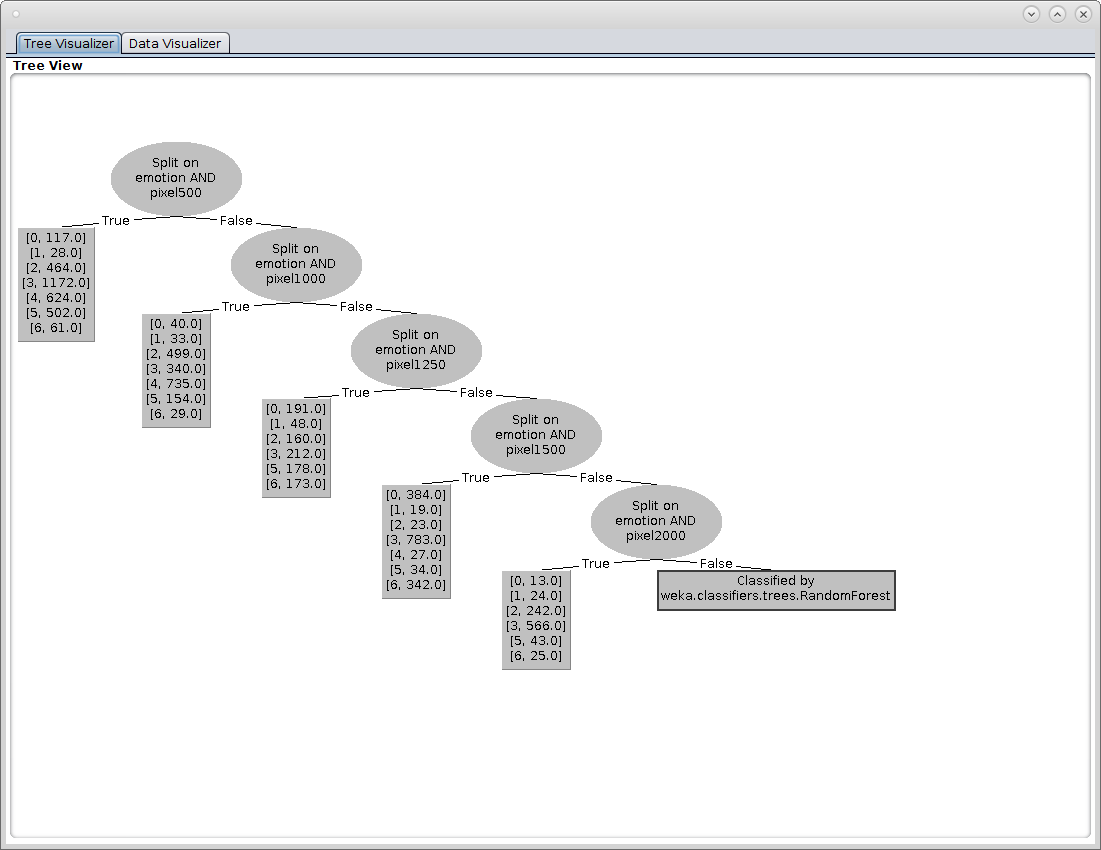 Tree Visualizer Data Visualizer
Tree View
Split on
emotion AND
pixel500
True False
[0, 117.0]
[1, 28.0]
[2, 464.0]
[3, 1172.0]
[4, 624.0]
[5, 502.0]
[6, 61.0]
Split on
emotion AND
pixel1000
True False
[0, 40.0]
[1, 33.0]
[2, 499.0]
[3, 340.0]
[4, 735.0]
[5, 154.0]
[6, 29.0]
Split on
emotion AND
pixel1250
True False
[0, 191.0]
[1, 48.0]
[2, 160.0]
[3, 212.0]
[5, 178.0]
[6, 173.0]
Split on
emotion AND
pixel1500
True False
[0, 384.0]
[1, 19.0]
[2, 23.0]
[3, 783.0]
[4, 27.0]
[5, 34.0]
[6, 342.0]
Split on
emotion AND
pixel2000
True False
[0, 13.0]
[1, 24.0]
[2, 242.0]
[3, 566.0]
[5, 43.0]
[6, 25.0]
Classified by
weka.classifiers.trees.RandomForest